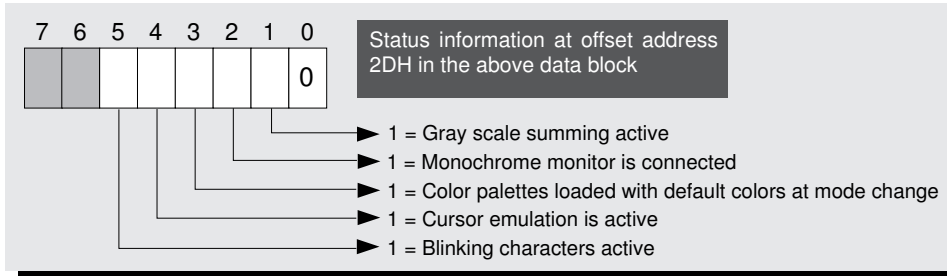 7 6 5 4 3 2 1 0
0
Status information at offset address
2DH in the above data block
1 = Gray scale summing active
1 = Monochrome monitor is connected
1 = Color palettes loaded with default colors at mode change
1 = Cursor emulation is active
1 = Blinking characters active